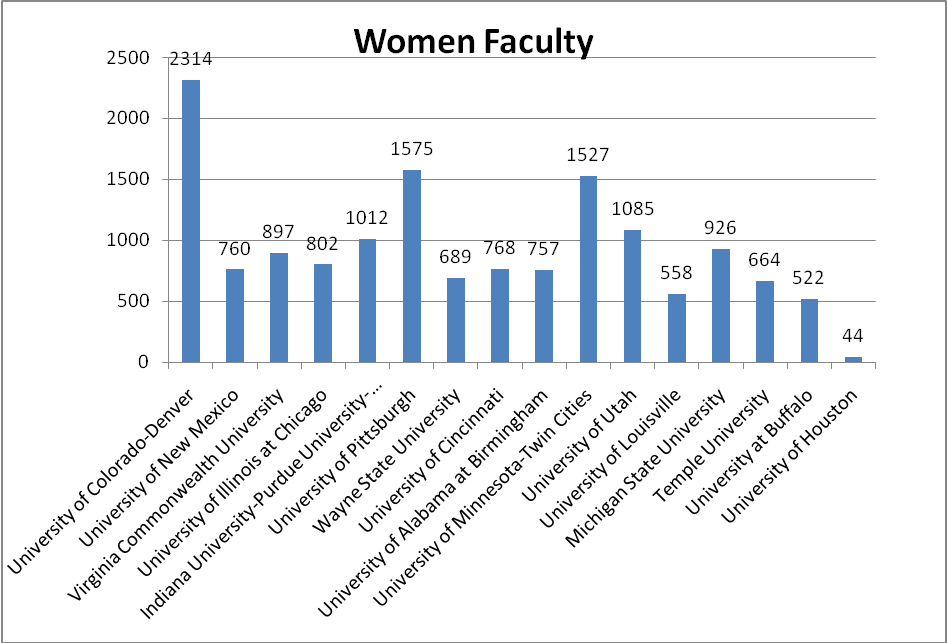 Women Faculty
2500
2000
1500
1000
500
0
2314
760
897
802
1012
1575
689
768
757
1527
1085
558
926
664
522
44
University of Colorado-Denver
University of New Mexico
Virginia Commonwealth University
University of Illinois at Chicago
Indiana University-Purdue University-...
University of Pittsburgh
Wayne State University
University of Cincinnati
University of Alabama at Birmingham
University of Minnesota-Twin Cities
University of Utah
University of Louisville
Michigan State University
Temple University
University at Buffalo
University of Houston